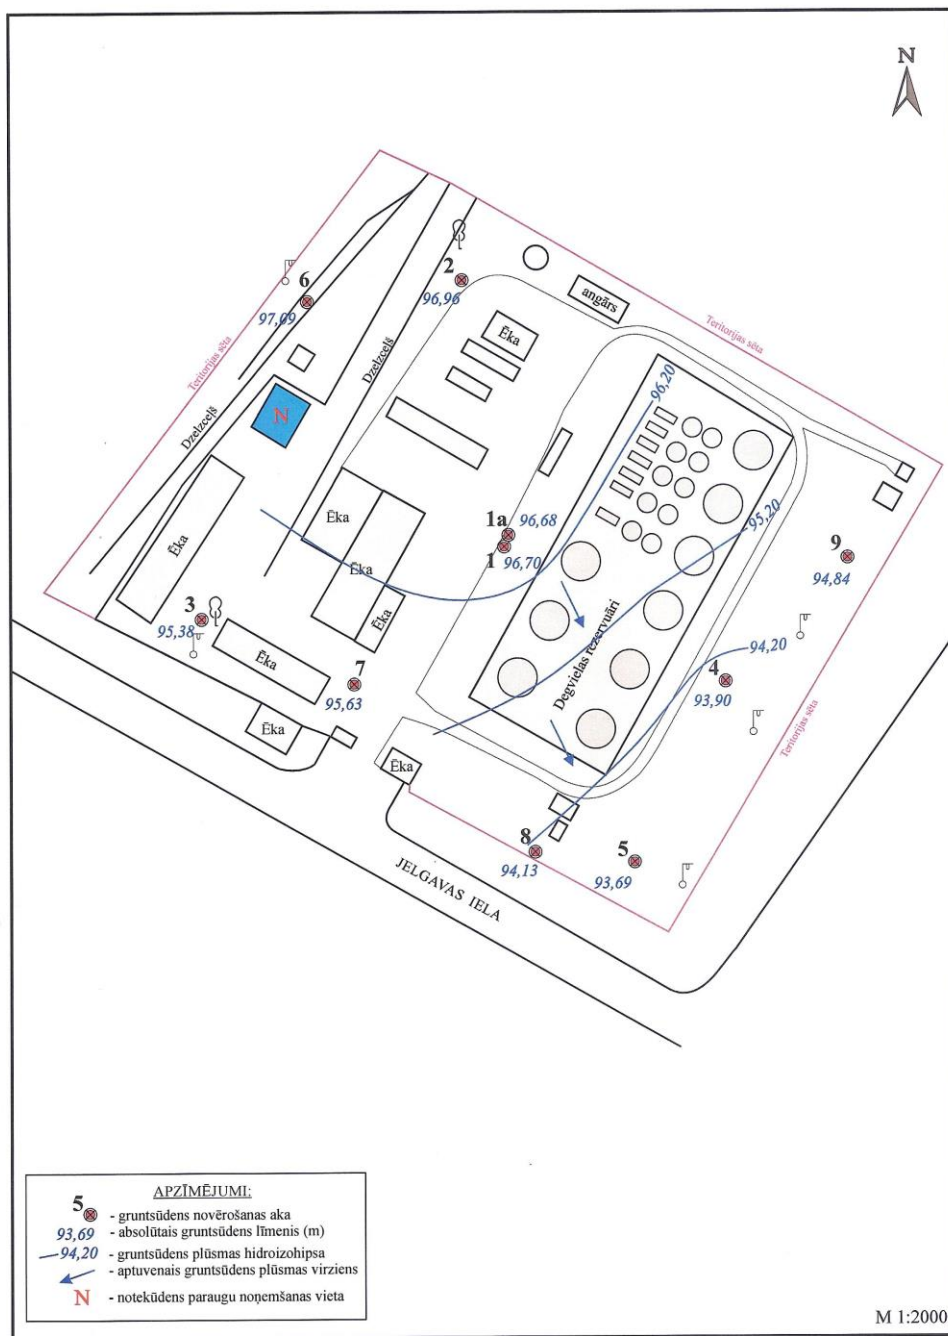 N
2
96,96
6
97,09
angārs
Ēka
Teritorijas sēta
Teritorijas sēta
Dzelzceļš
Dzelzceļš
96,20
N
Ēka
Ēka
Ēka
Ēka
1a
96,68
1
96,70
95,20
9
94,84
3
95,38
Ēka
7
95,63
Ēka
Ēka
Degvielas rezervuāri
94,20
4
93,90
Teritorijas sēta
8
94,13
5
93,69
JELGAVAS IELA
APZĪMĒJUMI:
5 - gruntsūdens novērošanas aka
93,69 - absolūtais gruntsūdens līmenis (m)
94,20 - gruntsūdens plūsmas hidroizohipsa
- aptuvenais gruntsūdens plūsmas virziens
N - notekūdens paraugu noņemšanas vieta
M 1:2000